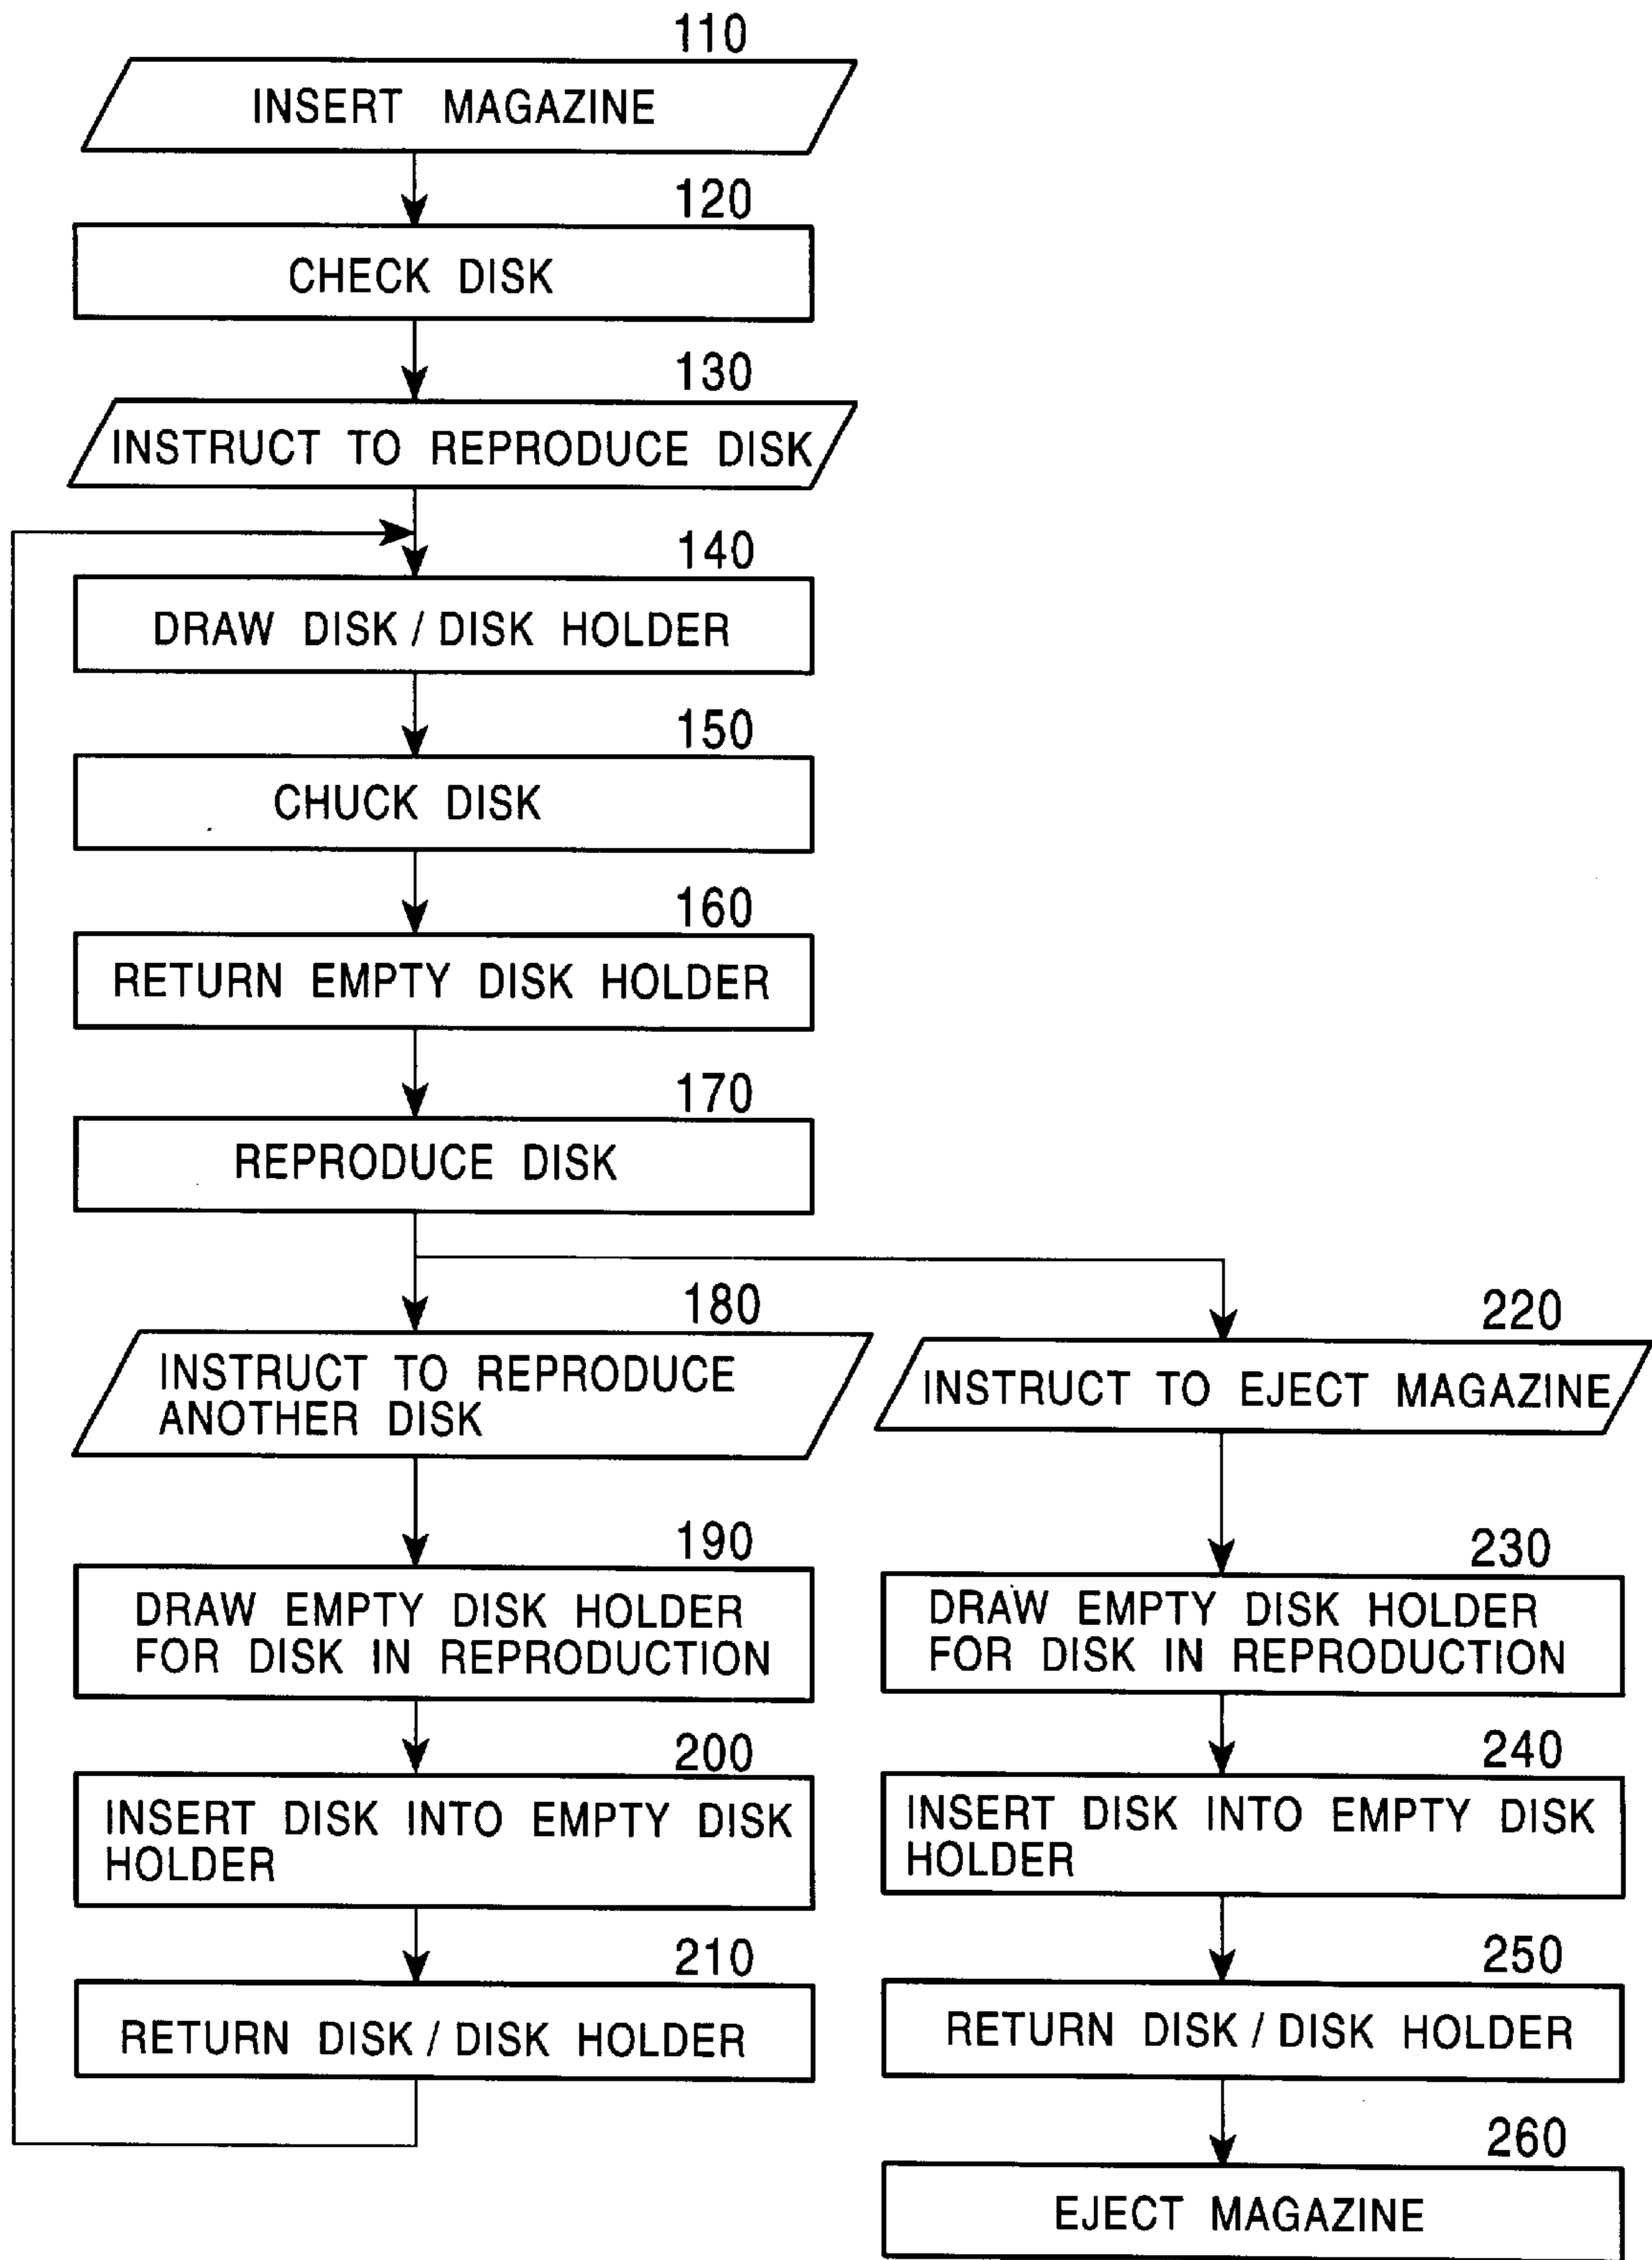 110
INSERT MAGAZINE
120
CHECK DISK
130
INSTRUCT TO REPRODUCE DISK
140
DRAW DISK / DISK HOLDER
150
CHUCK DISK
160
RETURN EMPTY DISK HOLDER
170
REPRODUCE DISK
180
INSTRUCT TO REPRODUCE
ANOTHER DISK
190
DRAW EMPTY DISK HOLDER
FOR DISK IN REPRODUCTION
200
INSERT DISK INTO EMPTY DISK
HOLDER
210
RETURN DISK / DISK HOLDER
220
INSTRUCT TO EJECT MAGAZINE
230
DRAW EMPTY DISK HOLDER
FOR DISK IN REPRODUCTION
240
INSERT DISK INTO EMPTY DISK
HOLDER
250
RETURN DISK / DISK HOLDER
260
EJECT MAGAZINE